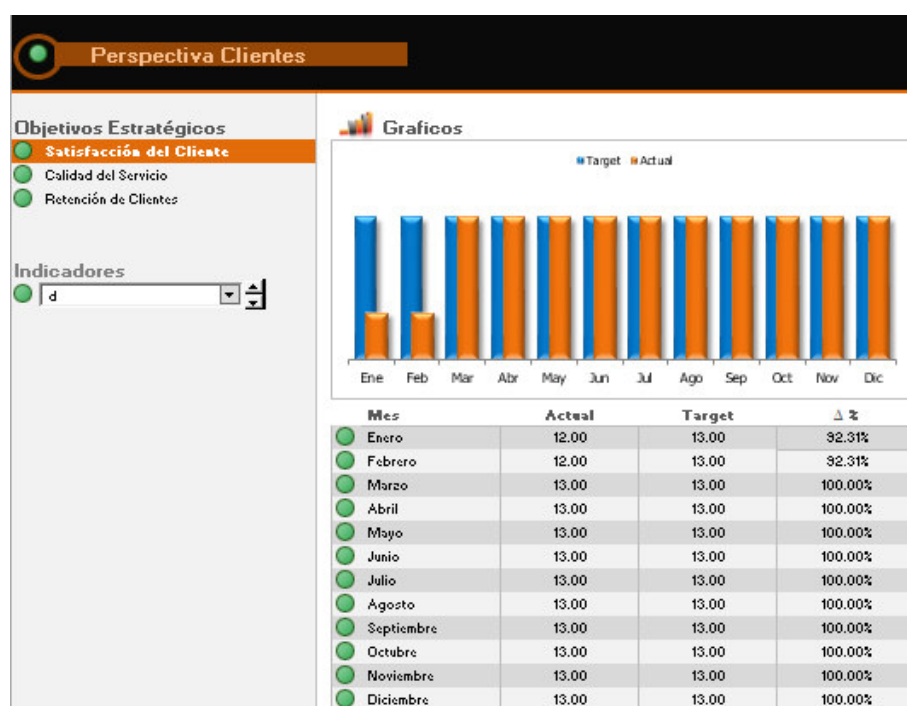 Perspectiva Clientes
Objetivos Estratégicos
Satisfacción del Cliente
Calidad del Servicio
Retención de Clientes
Indicadores
d
Graficos
Target Actual
Ene Feb Mar Abr May Jun Jul Ago Sep Oct Nov Dic
Mes Actual Target Δ %
Enero 12.00 13.00 92.31%
Febrero 12.00 13.00 92.31%
Marzo 13.00 13.00 100.00%
Abril 13.00 13.00 100.00%
Mayo 13.00 13.00 100.00%
Junio 13.00 13.00 100.00%
Julio 13.00 13.00 100.00%
Agosto 13.00 13.00 100.00%
Septiembre 13.00 13.00 100.00%
Octubre 13.00 13.00 100.00%
Noviembre 13.00 13.00 100.00%
Diciembre 13.00 13.00 100.00%